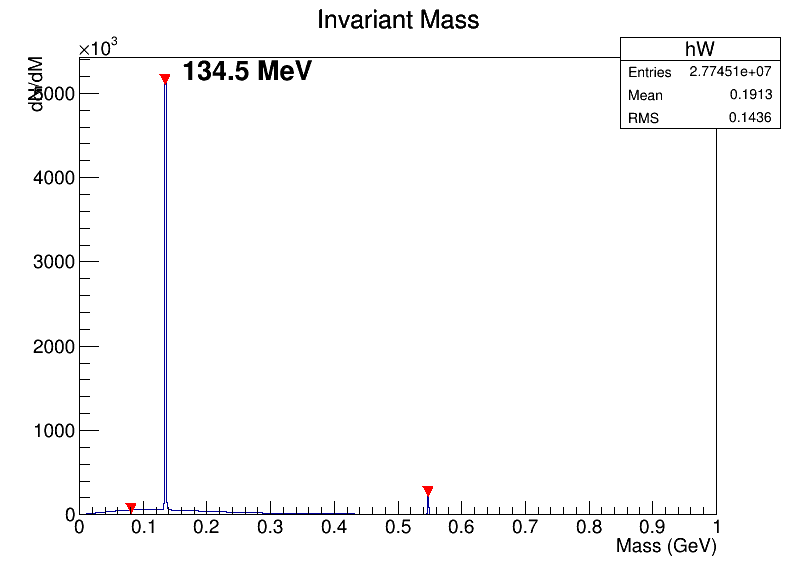 Invariant Mass
×10³
dN/dM
134.5 MeV
hW
Entries 2.77451e+07
Mean 0.1913
RMS 0.1436
5000
4000
3000
2000
1000
0
0 0.1 0.2 0.3 0.4 0.5 0.6 0.7 0.8 0.9 1
Mass (GeV)